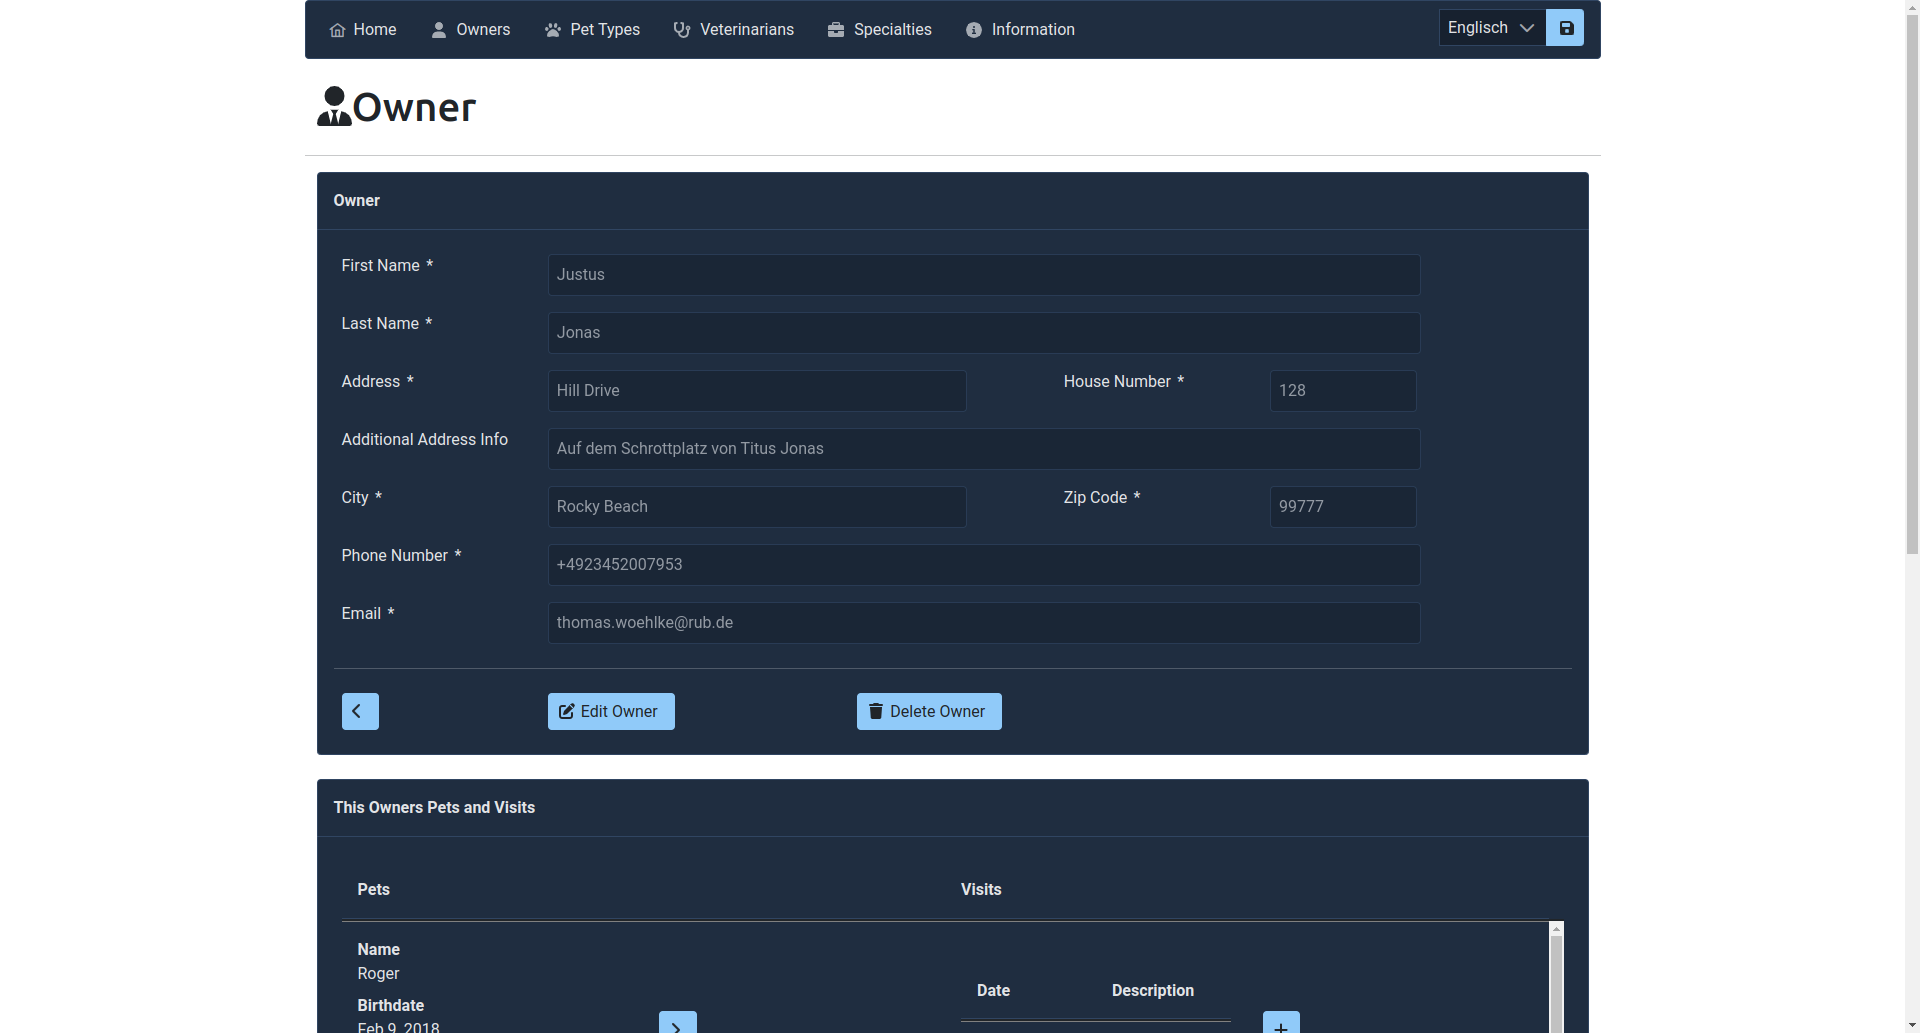 Home Owners Pet Types Veterinarians Specialties Information Englisch
Owner
Owner
First Name * Justus
Last Name * Jonas
Address * Hill Drive House Number * 128
Additional Address Info Auf dem Schrottplatz von Titus Jonas
City * Rocky Beach Zip Code * 99777
Phone Number * +4923452007953
Email * thomas.woehlke@rub.de
Edit Owner Delete Owner
This Owners Pets and Visits
Pets Visits
Name
Roger
Date Description
Birthdate
Feb 9, 2018